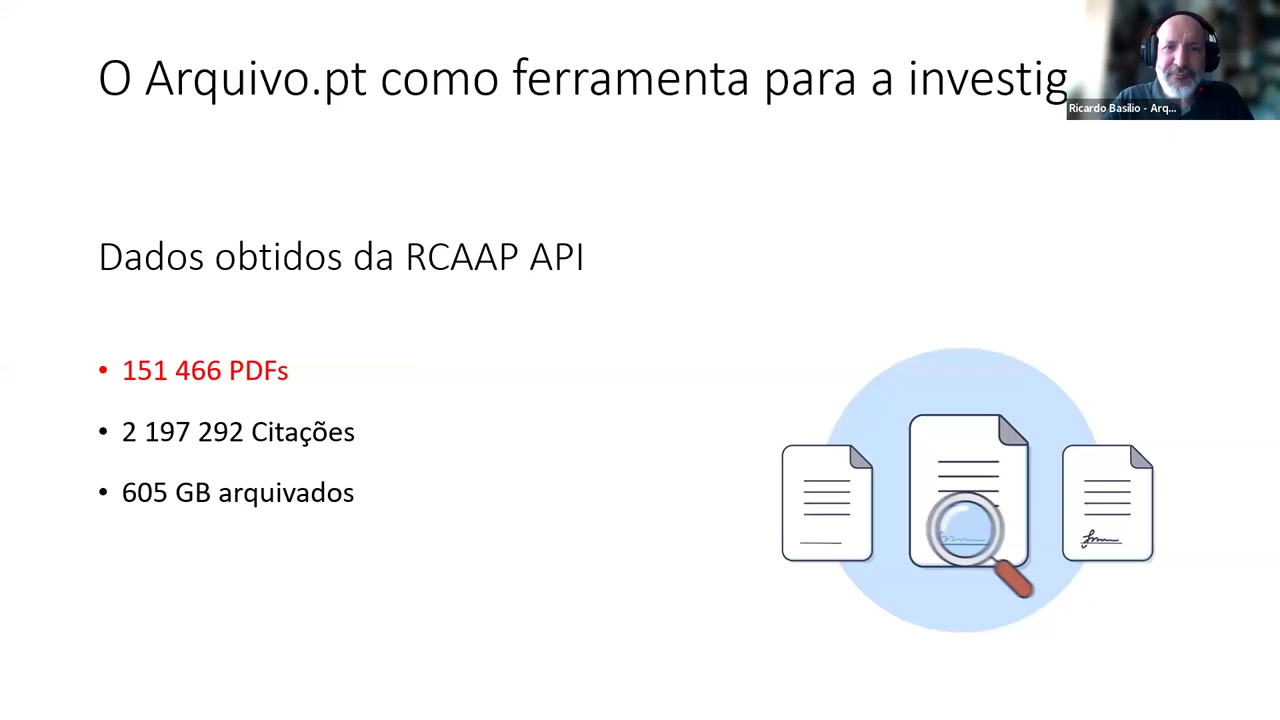 O Arquivo.pt como ferramenta para a investig
Ricardo Basílio - Arq...
Dados obtidos da RCAAP API
• 151 466 PDFs
• 2 197 292 Citações
• 605 GB arquivados